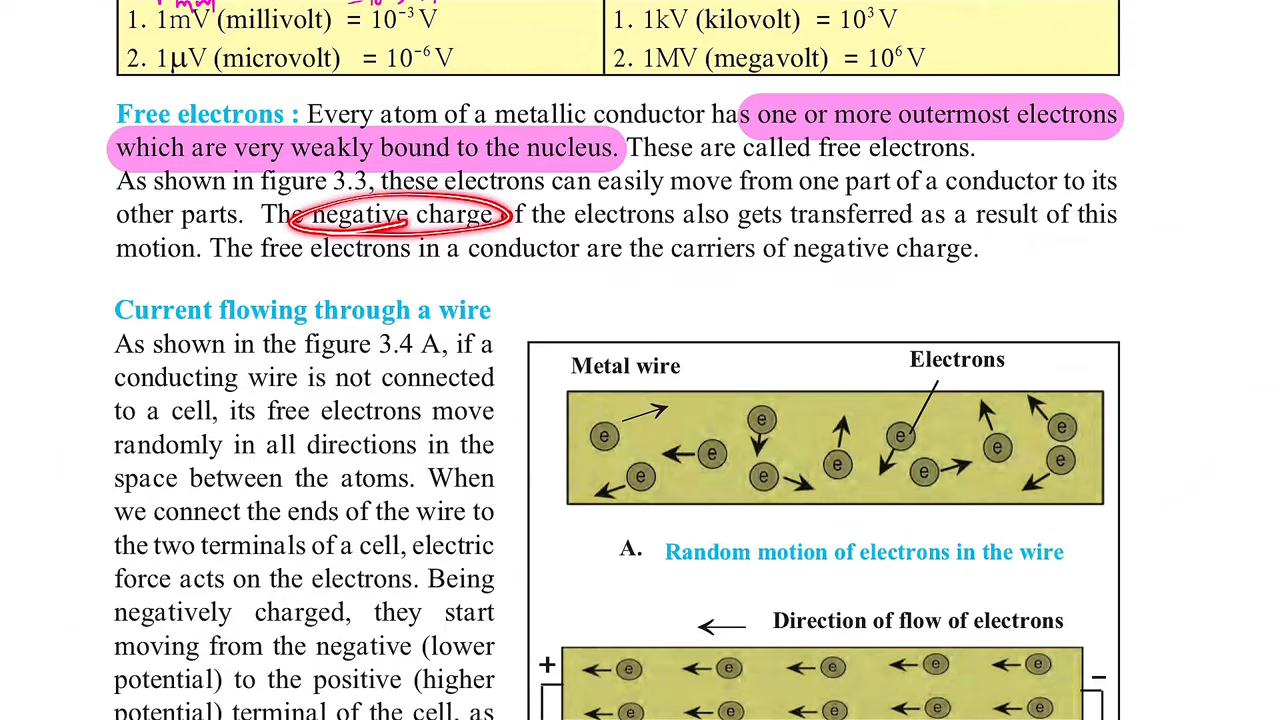 1. 1mV (millivolt) = 10⁻³ V
2. 1μV (microvolt) = 10⁻⁶ V
1. 1kV (kilovolt) = 10³ V
2. 1MV (megavolt) = 10⁶ V
Free electrons : Every atom of a metallic conductor has one or more outermost electrons
which are very weakly bound to the nucleus. These are called free electrons.
As shown in figure 3.3, these electrons can easily move from one part of a conductor to its
other parts. The negative charge of the electrons also gets transferred as a result of this
motion. The free electrons in a conductor are the carriers of negative charge.
Current flowing through a wire
As shown in the figure 3.4 A, if a
conducting wire is not connected
to a cell, its free electrons move
randomly in all directions in the
space between the atoms. When
we connect the ends of the wire to
the two terminals of a cell, electric
force acts on the electrons. Being
negatively charged, they start
moving from the negative (lower
potential) to the positive (higher
potential) terminal of the cell, as
Metal wire
Electrons
e e e e e e e e e e e e
A. Random motion of electrons in the wire
Direction of flow of electrons
+ e e e e e −
e e e e e